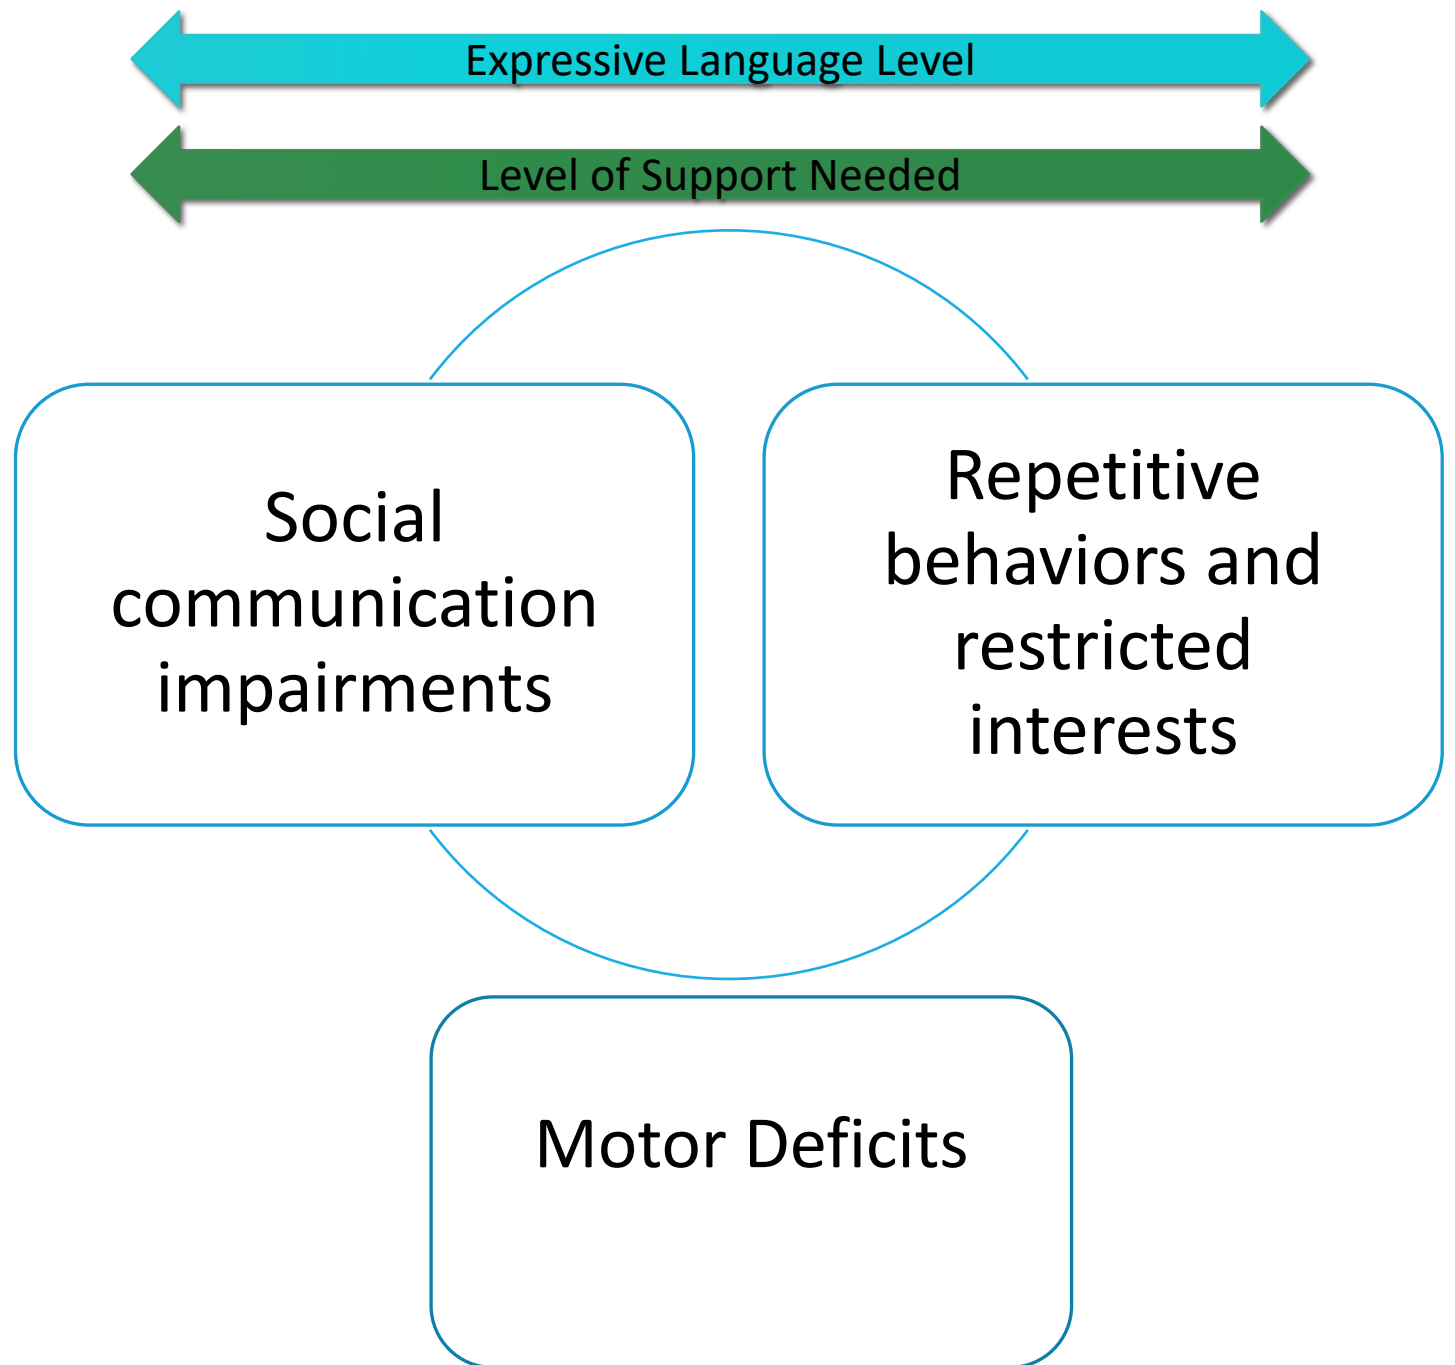 Expressive Language Level
Level of Support Needed
Social
communication
impairments
Repetitive
behaviors and
restricted
interests
Motor Deficits